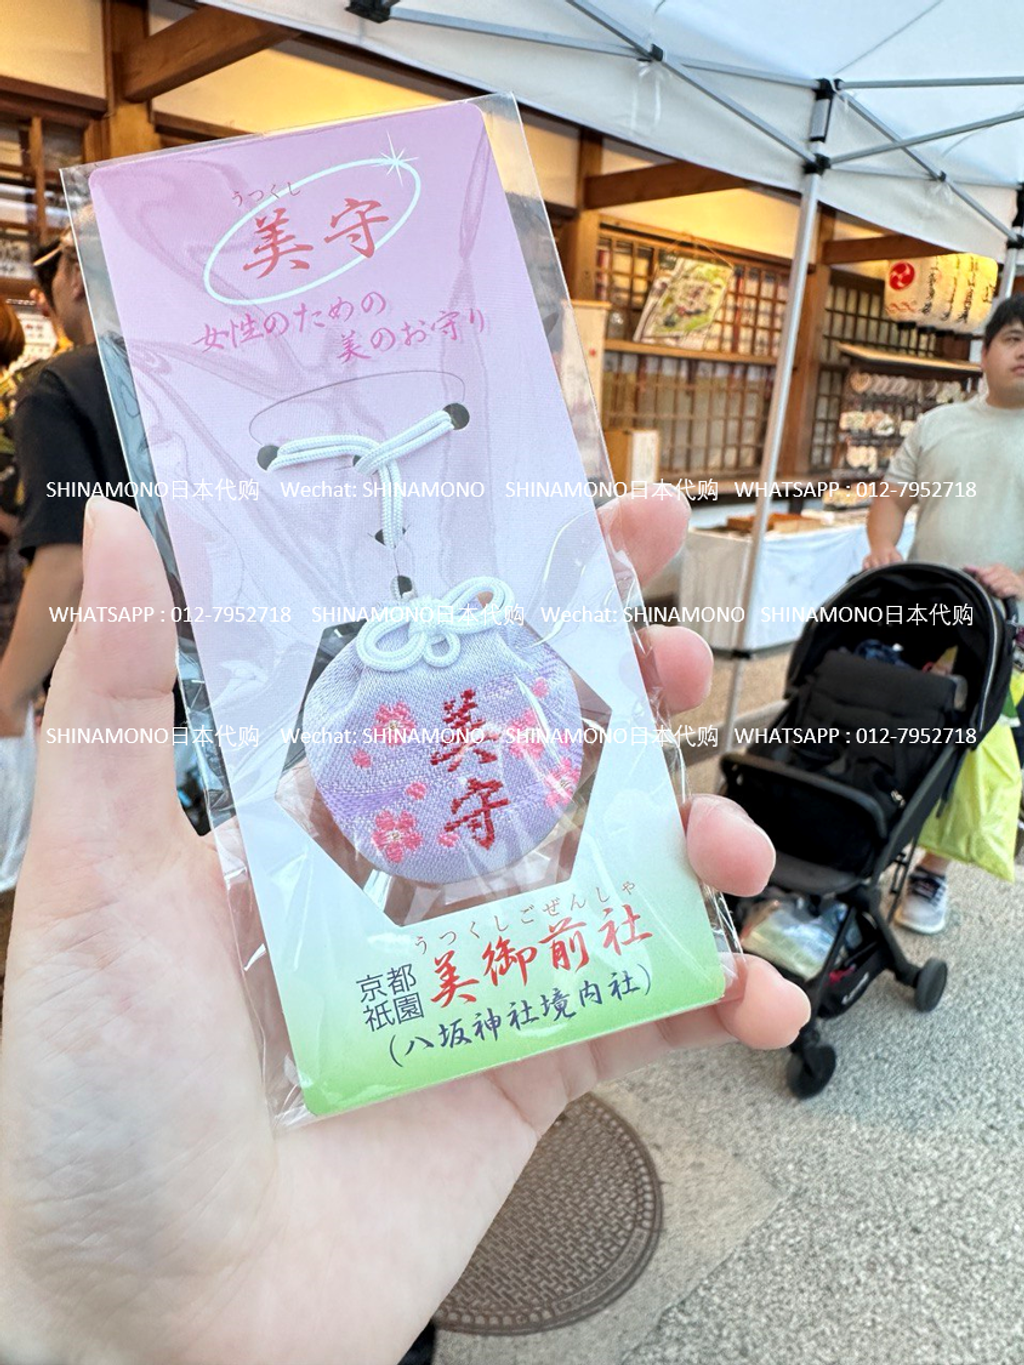 うつくし
美守
女性のための
美のお守り
SHINAMONO日本代购 Wechat: SHINAMONO SHINAMONO日本代购 WHATSAPP : 012-7952718
WHATSAPP : 012-7952718 SHINAMONO日本代购 Wechat: SHINAMONO SHINAMONO日本代购
美守
SHINAMONO日本代购 Wechat: SHINAMONO SHINAMONO日本代购 WHATSAPP : 012-7952718
うつくしごぜんしゃ
京都祇園 美御前社
(八坂神社境内社)